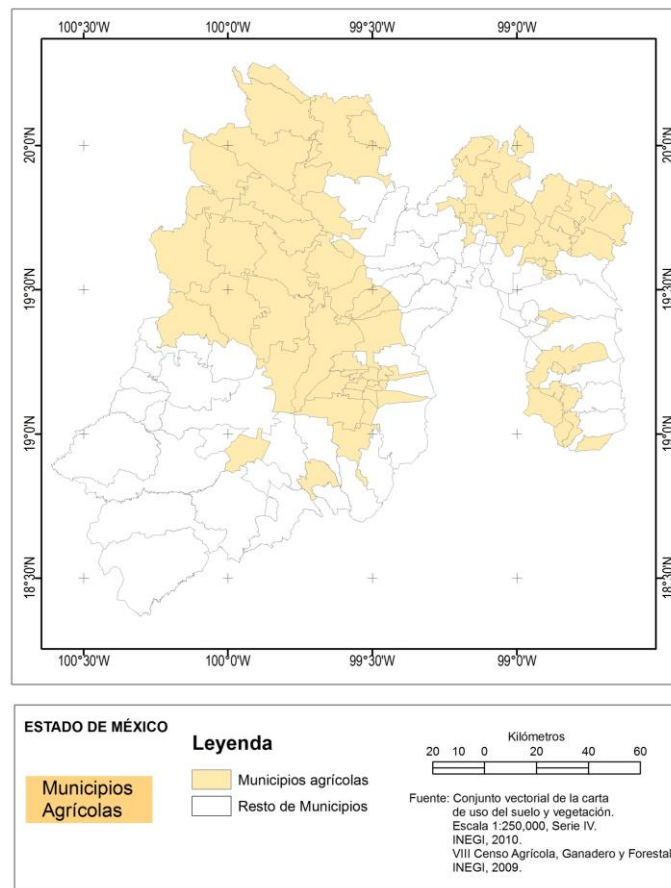 100°30'W 100°0'W 99°30'W 99°0'W
20°0'N 20°0'N
19°30'N 19°30'N
19°0'N 19°0'N
18°30'N 18°30'N
100°30'W 100°0'W 99°30'W 99°0'W
ESTADO DE MÉXICO
Municipios
Agrícolas
Leyenda
Municipios agrícolas
Resto de Municipios
Kilómetros
20 10 0 20 40 60
Fuente: Conjunto vectorial de la carta
de uso del suelo y vegetación.
Escala 1:250,000, Serie IV.
INEGI, 2010.
VIII Censo Agrícola, Ganadero y Forestal
INEGI, 2009.